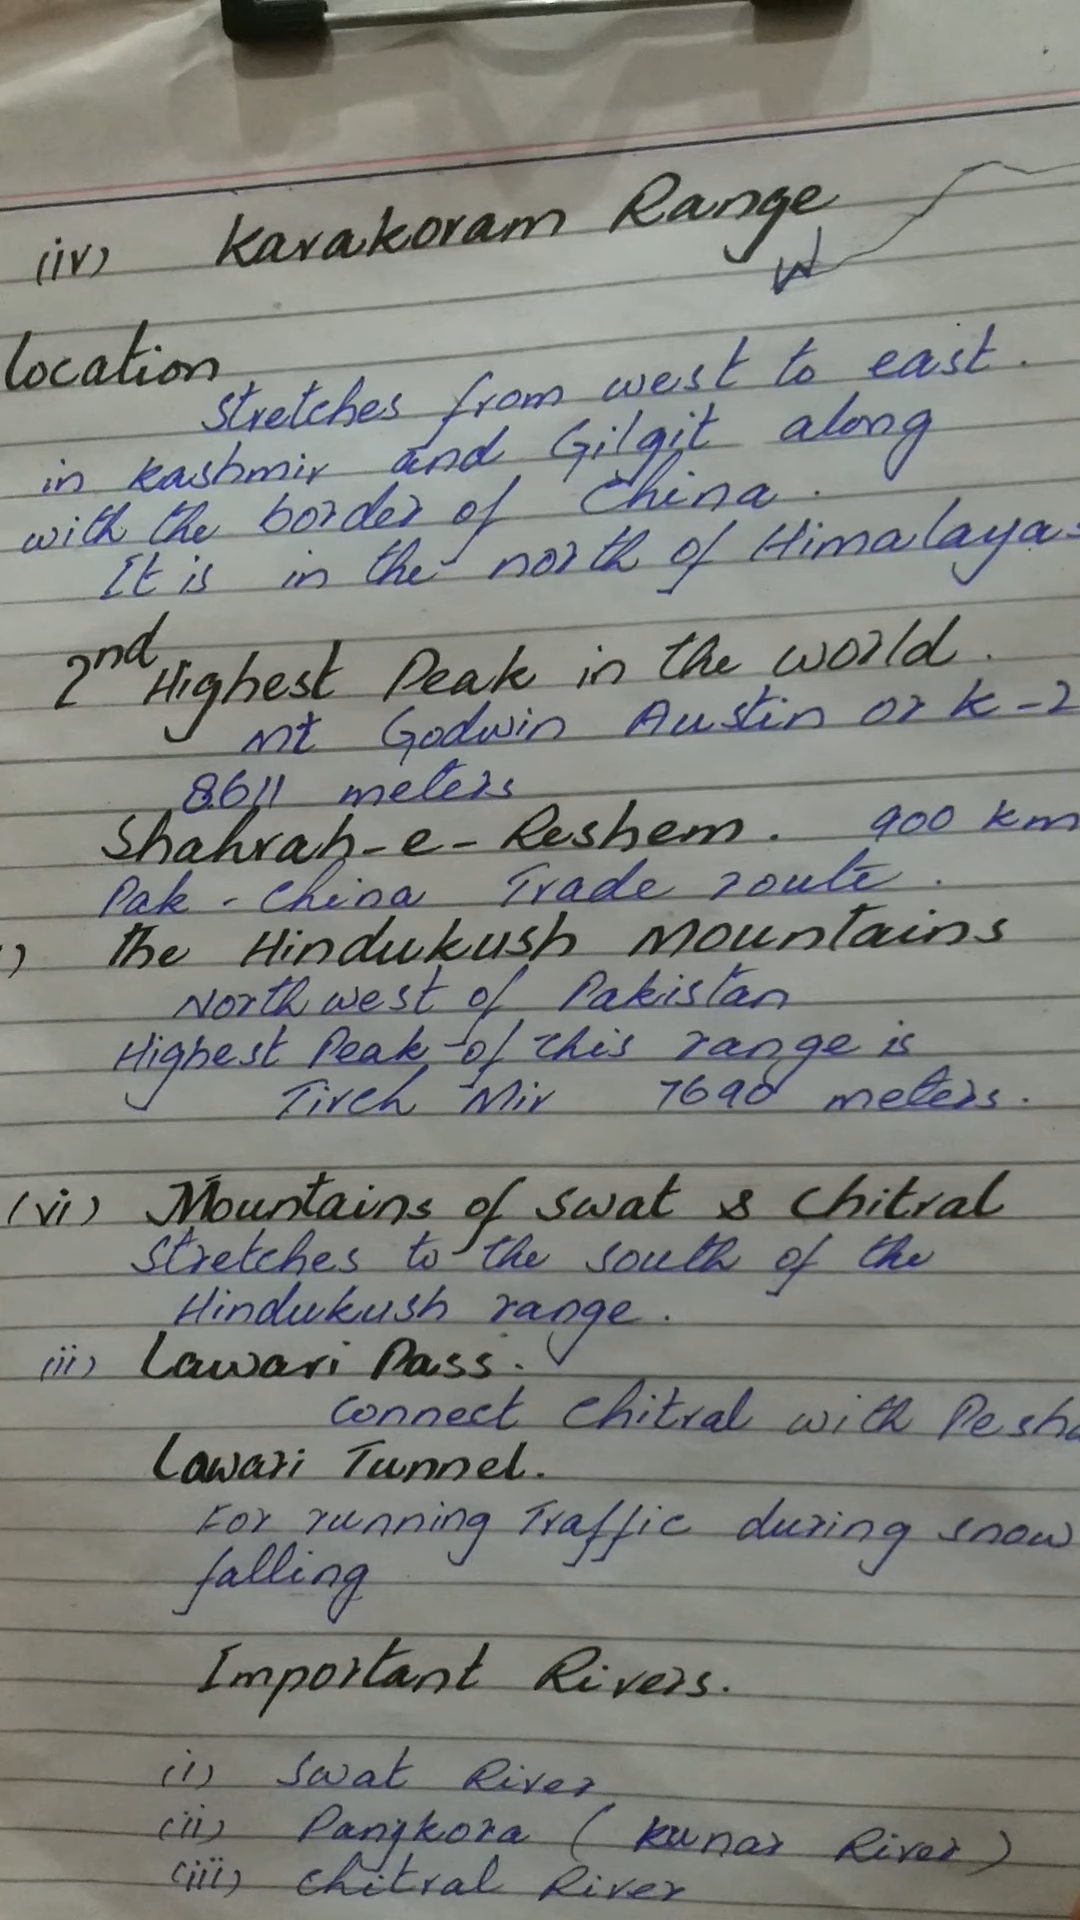 (iv) Karakoram Range
Location
stretches from west to east.
in kashmir and Gilgit along
with the border of China.
It is in the north of Himalayas
2nd Highest Peak in the world.
Mt Godwin Austin or K-2
8611 meters
Shahrah-e-Reshem. 900 km
Pak-China Trade route.
) The Hindukush Mountains
North west of Pakistan
Highest Peak of this range is
Tirch Mir 7690 meters.
(vi) Mountains of Swat & Chitral
Stretches to the south of the
Hindukush range.
(ii) Lawari Pass.
Connect Chitral with Pesha
Lawari Tunnel.
For running Traffic during snow
falling
Important Rivers.
(i) Swat River
(ii) Pangkora (Kunar River)
(iii) Chitral River